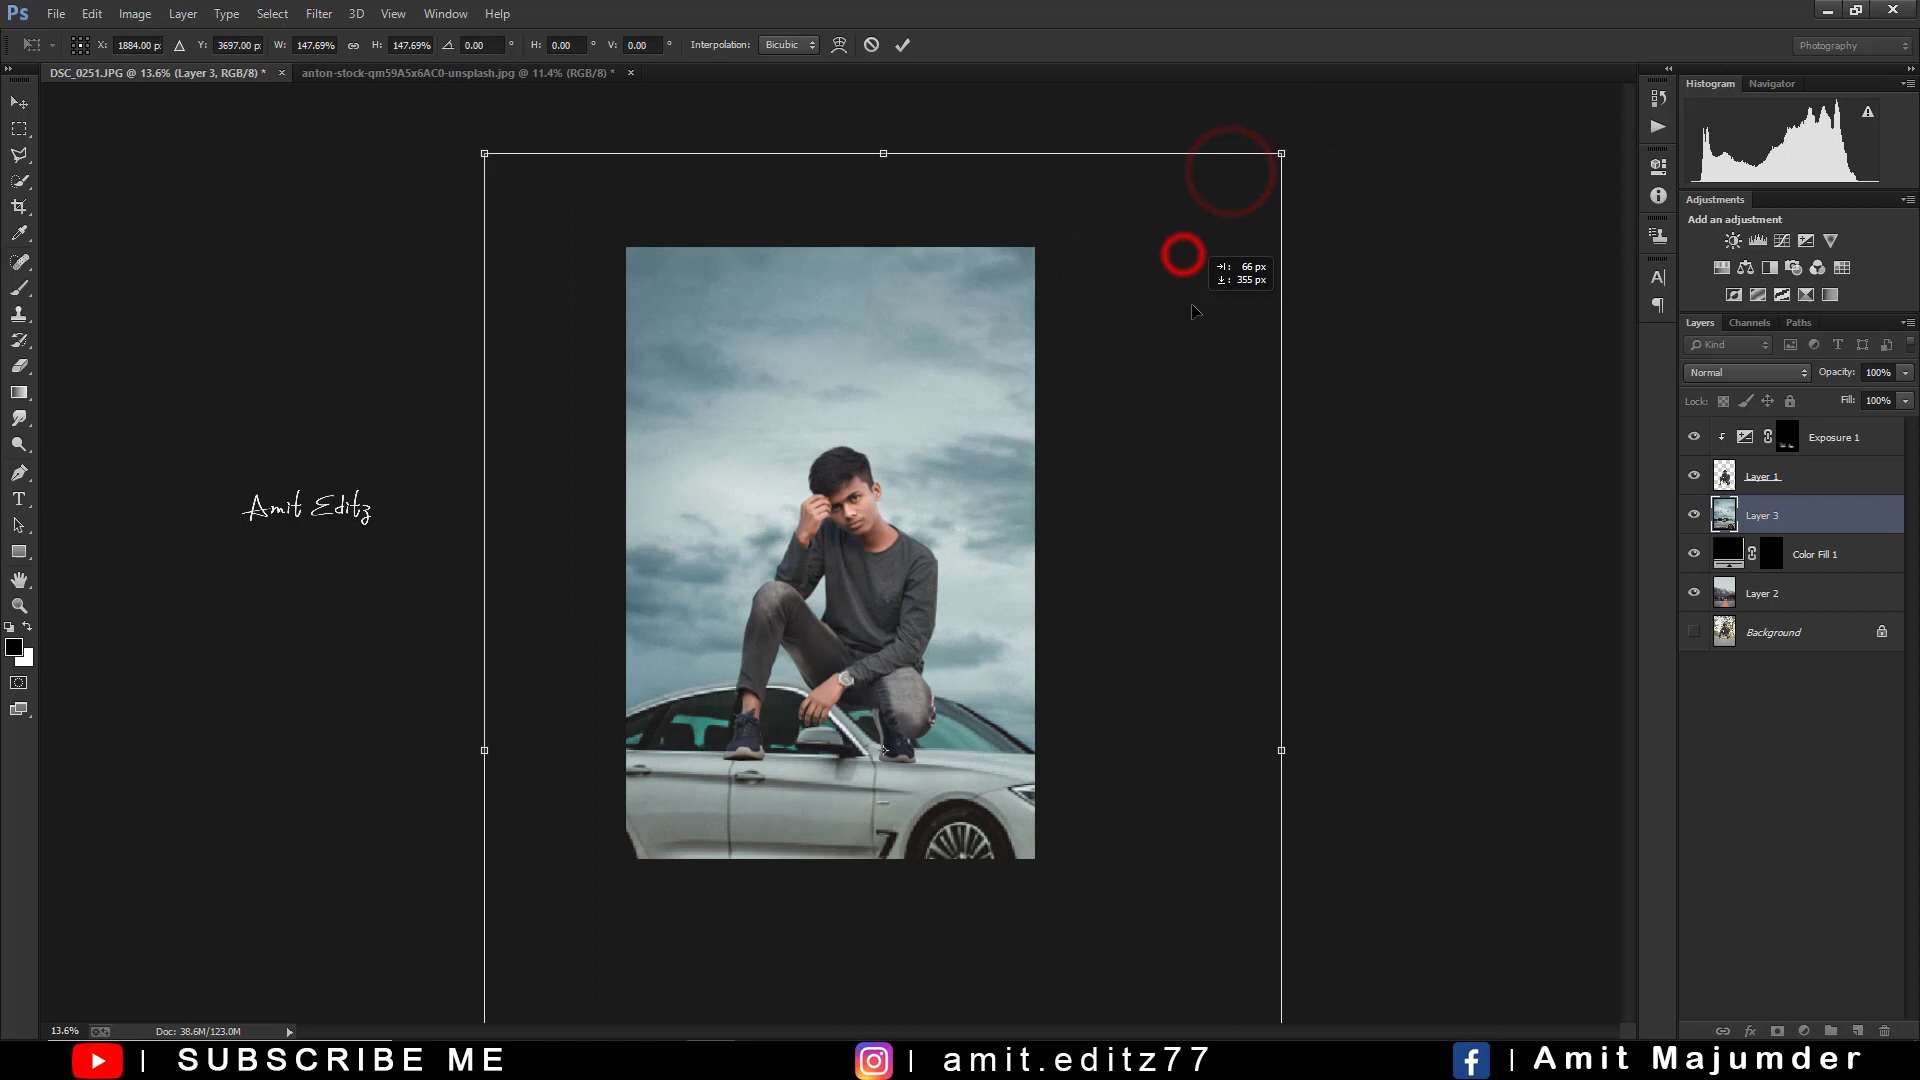 Ps File Edit Image Layer Type Select Filter 3D View Window Help
X: 1884.00 p Y: 3697.00 p W: 147.69% H: 147.69% 0.00 ° H: 0.00 ° V: 0.00 ° Interpolation: Bicubic Photography
DSC_0251.JPG @ 13.6% (Layer 3, RGB/8) * × anton-stock-qm59A5x6AC0-unsplash.jpg @ 11.4% (RGB/8) * ×
Histogram Navigator
Adjustments
Add an adjustment
66 px
355 px
Layers Channels Paths
Kind
Normal Opacity: 100%
Lock: Fill: 100%
Exposure 1
Layer 1
Amit Editz
Layer 3
Color Fill 1
Layer 2
Background
13.6% Doc: 38.6M/123.0M
| SUBSCRIBE ME | amit.editz77 | Amit Majumder